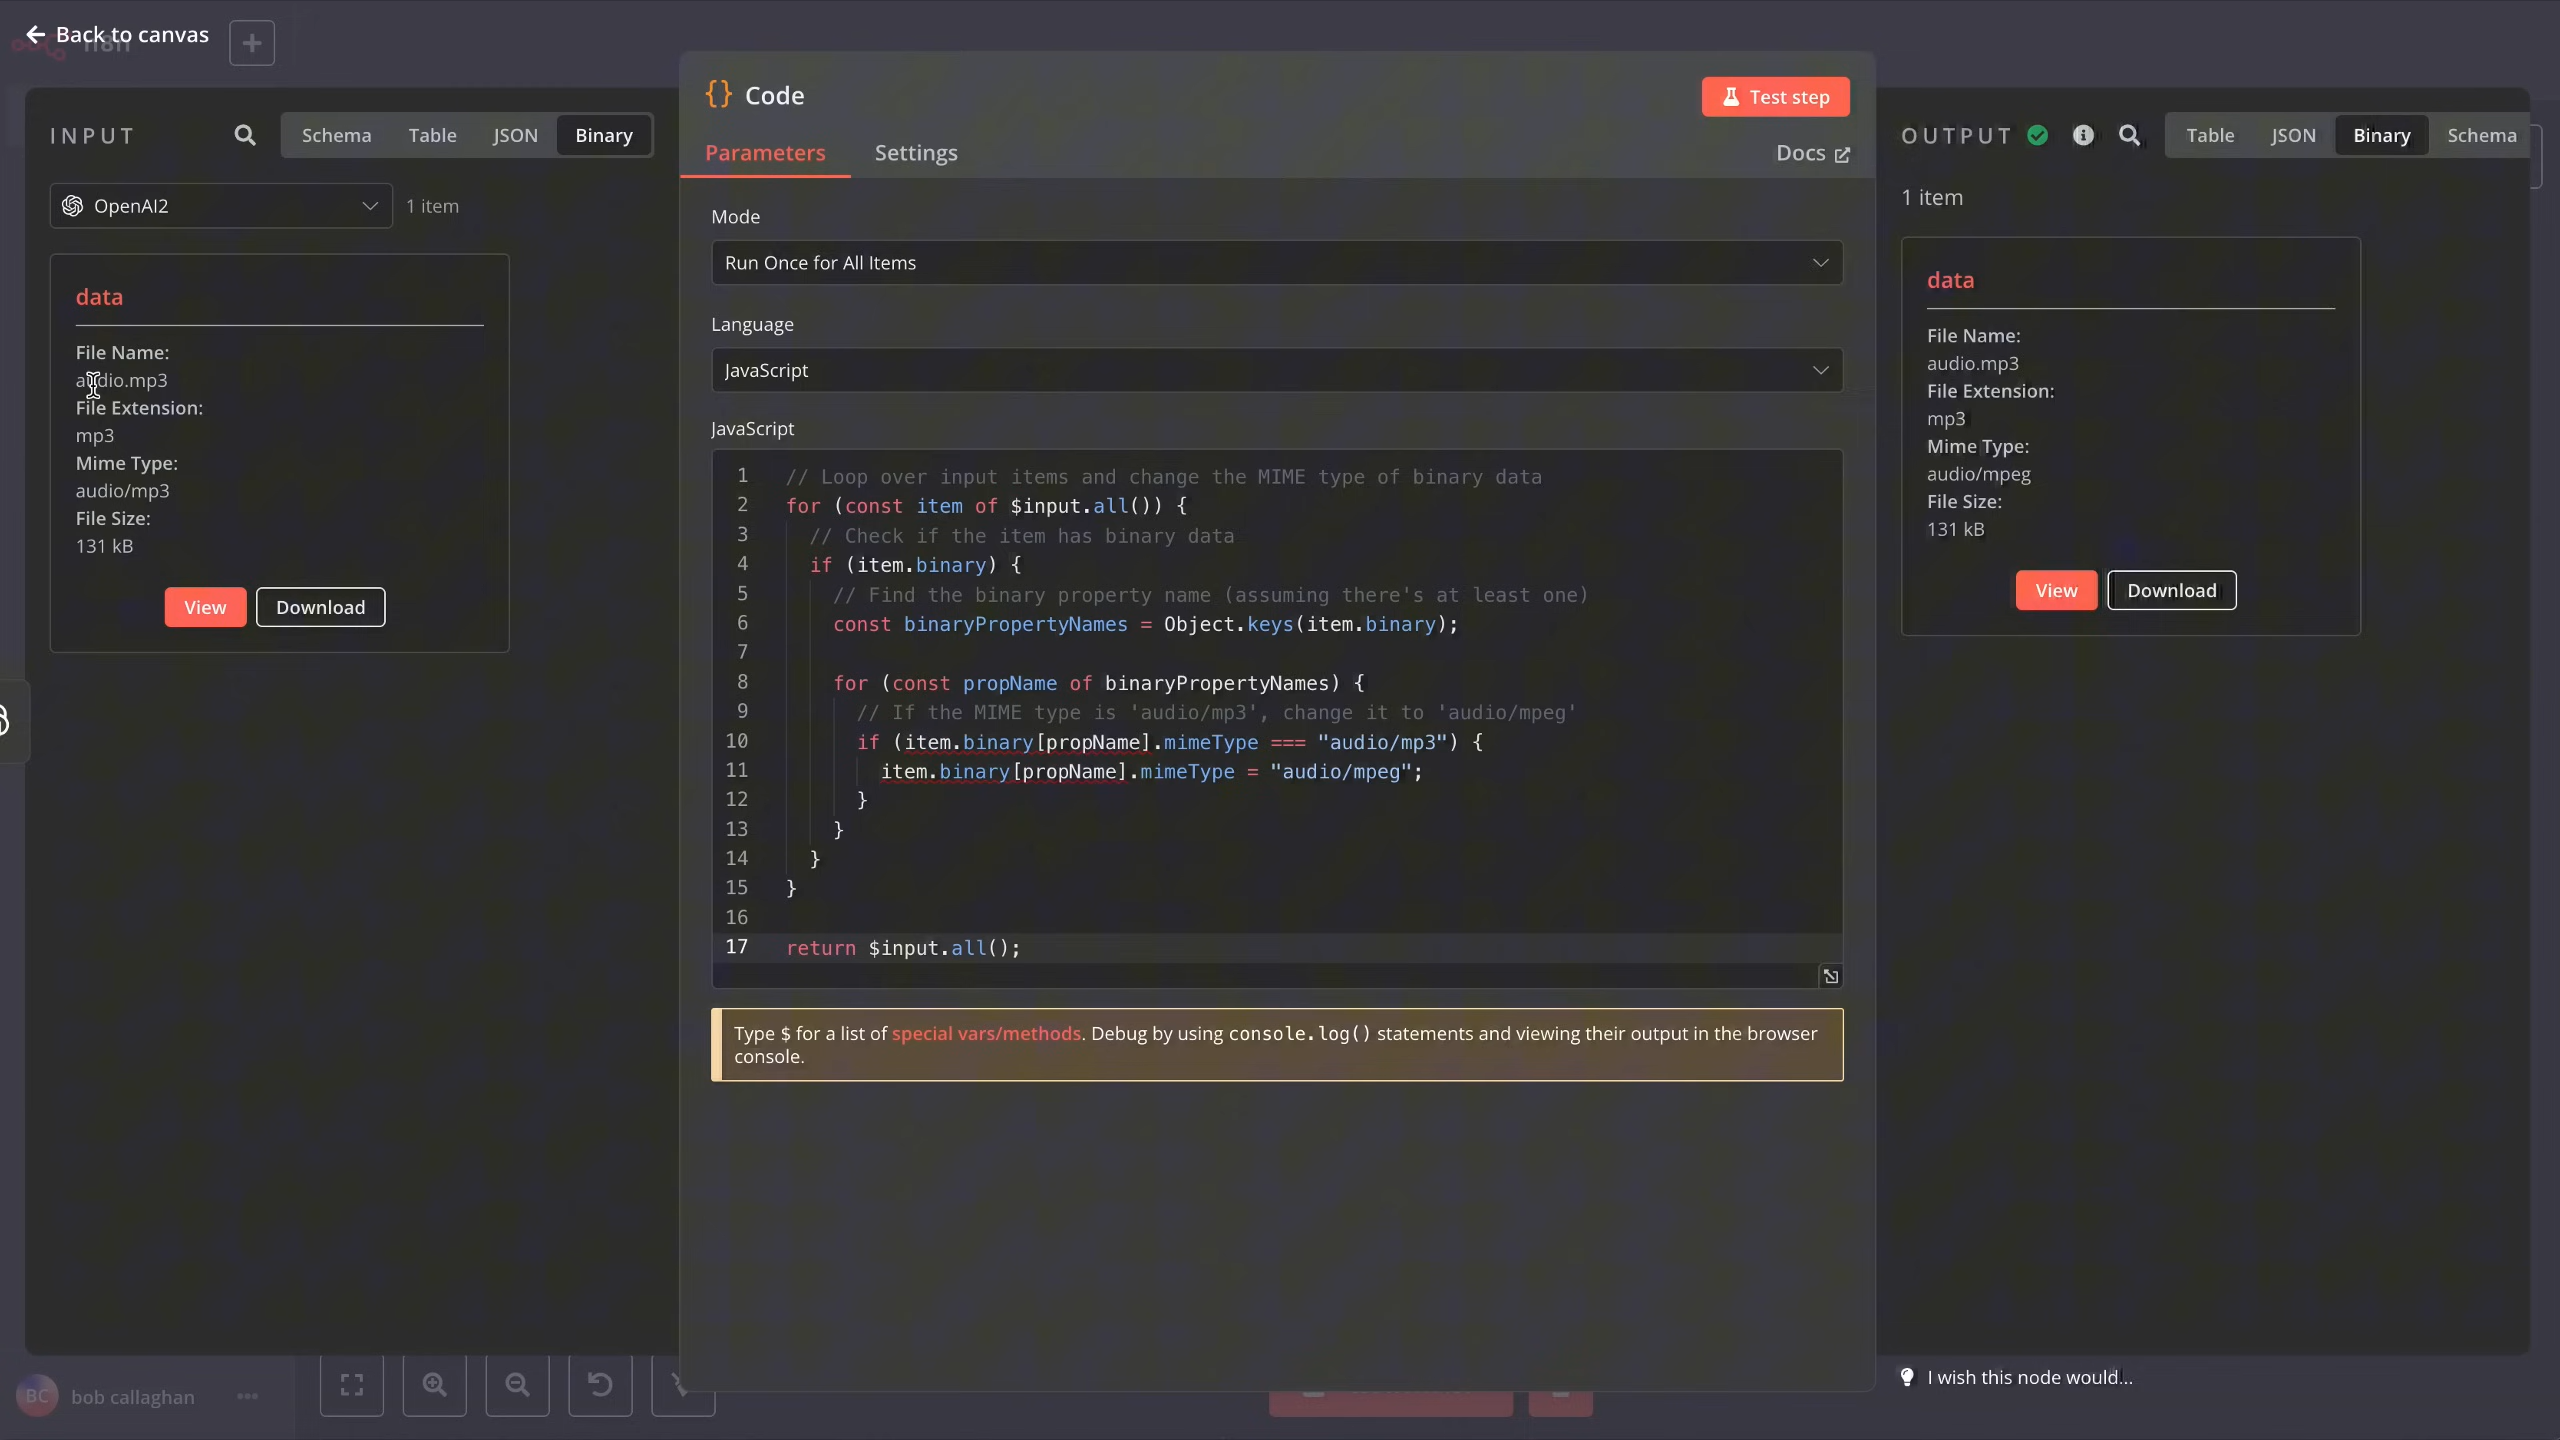 Back to canvas
n8n
INPUT
Schema Table JSON Binary
OpenAI2
1 item
data
File Name:
audio.mp3
File Extension:
mp3
Mime Type:
audio/mp3
File Size:
131 kB
View Download
Code
Test step
Parameters Settings
Docs
Mode
Run Once for All Items
Language
JavaScript
JavaScript
1 // Loop over input items and change the MIME type of binary data
2 for (const item of $input.all()) {
3 // Check if the item has binary data
4 if (item.binary) {
5 // Find the binary property name (assuming there's at least one)
6 const binaryPropertyNames = Object.keys(item.binary);
7
8 for (const propName of binaryPropertyNames) {
9 // If the MIME type is 'audio/mp3', change it to 'audio/mpeg'
10 if (item.binary[propName].mimeType === "audio/mp3") {
11 item.binary[propName].mimeType = "audio/mpeg";
12 }
13 }
14 }
15 }
16
17 return $input.all();
Type $ for a list of special vars/methods. Debug by using console.log() statements and viewing their output in the browser
console.
OUTPUT
Table JSON Binary Schema
1 item
data
File Name:
audio.mp3
File Extension:
mp3
Mime Type:
audio/mpeg
File Size:
131 kB
View Download
I wish this node would...
BC bob callaghan